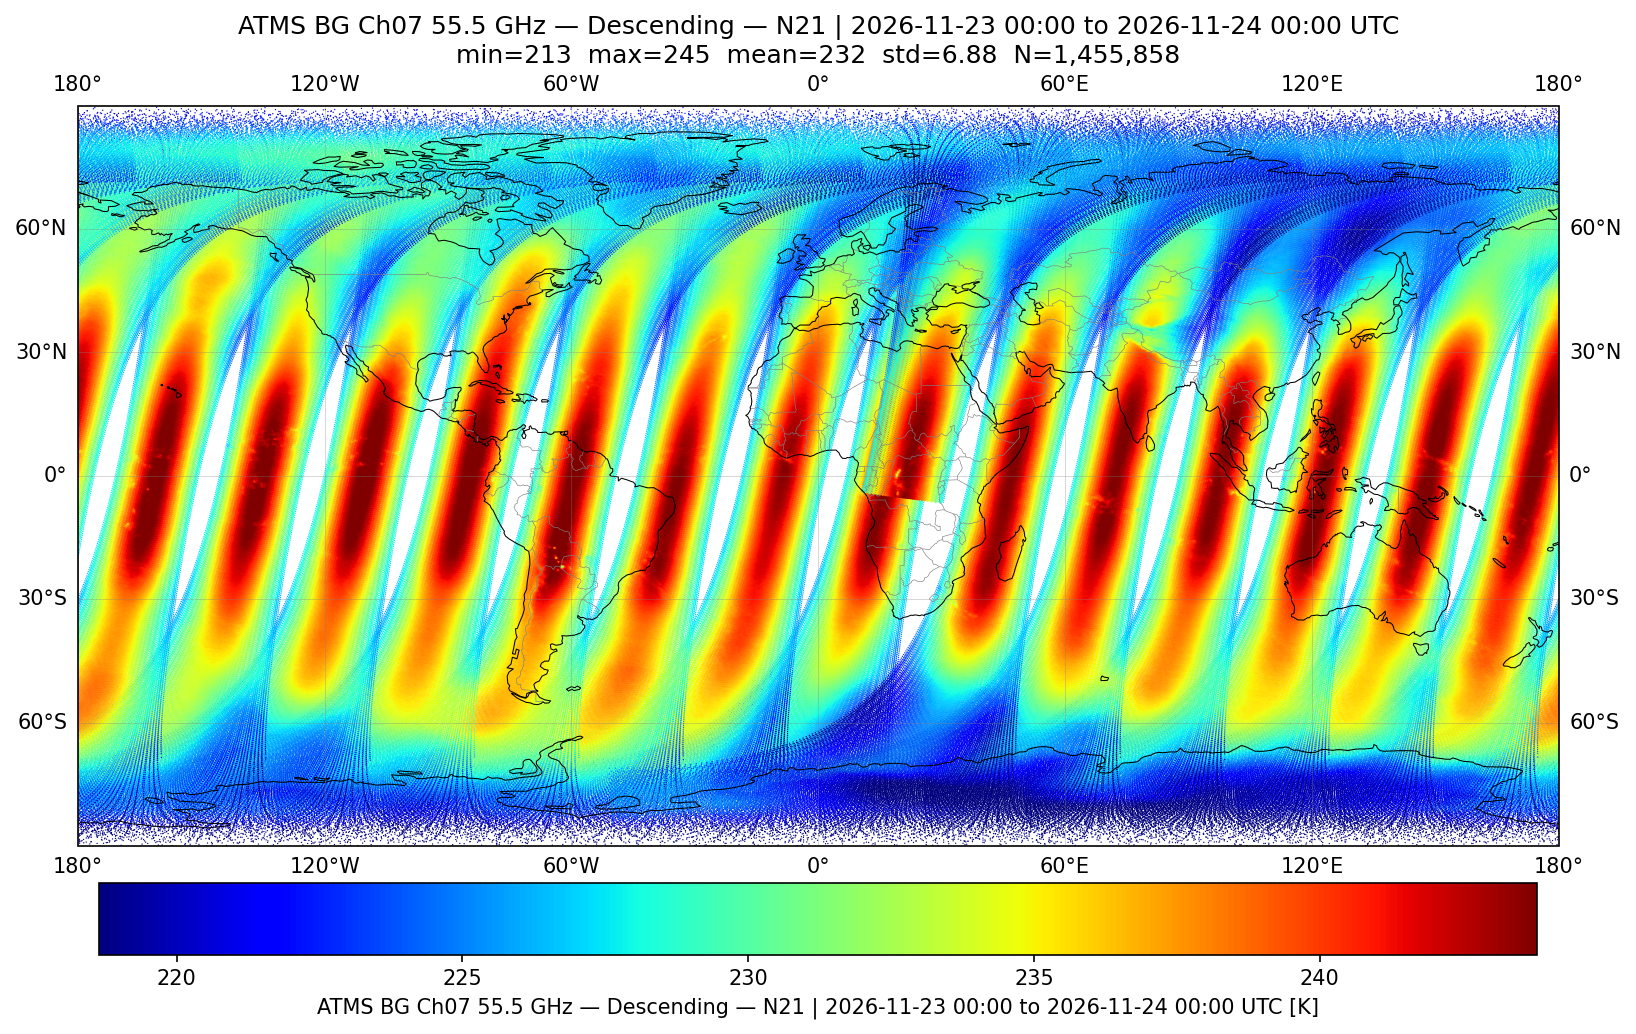 ATMS BG Ch07 55.5 GHz — Descending — N21 | 2026-11-23 00:00 to 2026-11-24 00:00 UTC
min=213 max=245 mean=232 std=6.88 N=1,455,858
180° 120°W 60°W 0° 60°E 120°E 180°
60°N 60°N
30°N 30°N
0° 0°
30°S 30°S
60°S 60°S
180° 120°W 60°W 0° 60°E 120°E 180°
220 225 230 235 240
ATMS BG Ch07 55.5 GHz — Descending — N21 | 2026-11-23 00:00 to 2026-11-24 00:00 UTC [K]